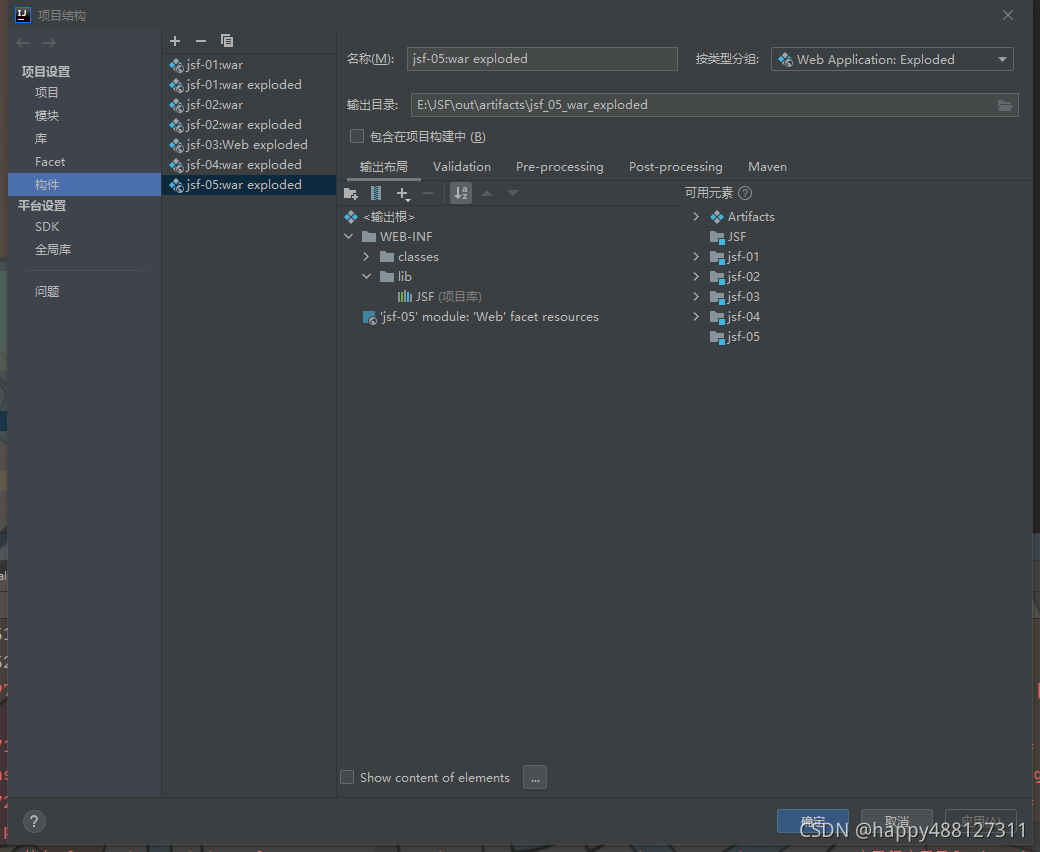 项目结构
项目设置
项目
模块
库
Facet
构件
平台设置
SDK
全局库
问题
jsf-01:war
jsf-01:war exploded
jsf-02:war
jsf-02:war exploded
jsf-03:Web exploded
jsf-04:war exploded
jsf-05:war exploded
名称(M): jsf-05:war exploded 按类型分组: Web Application: Exploded
输出目录: E:\JSF\out\artifacts\jsf_05_war_exploded
包含在项目构建中 (B)
输出布局 Validation Pre-processing Post-processing Maven
<输出根>
WEB-INF
classes
lib
JSF (项目库)
'jsf-05' module: 'Web' facet resources
可用元素 ?
Artifacts
JSF
jsf-01
jsf-02
jsf-03
jsf-04
jsf-05
Show content of elements ...
? 确定 取消 应用(A)
CSDN @happy488127311